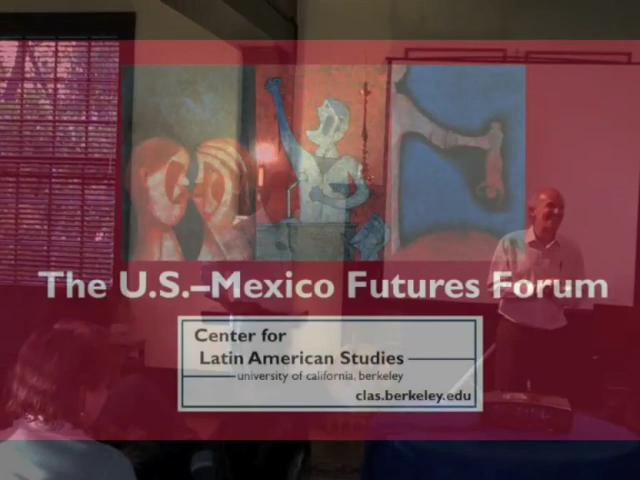 The U.S.–Mexico Futures Forum
Center for
Latin American Studies
university of california, berkeley
clas.berkeley.edu